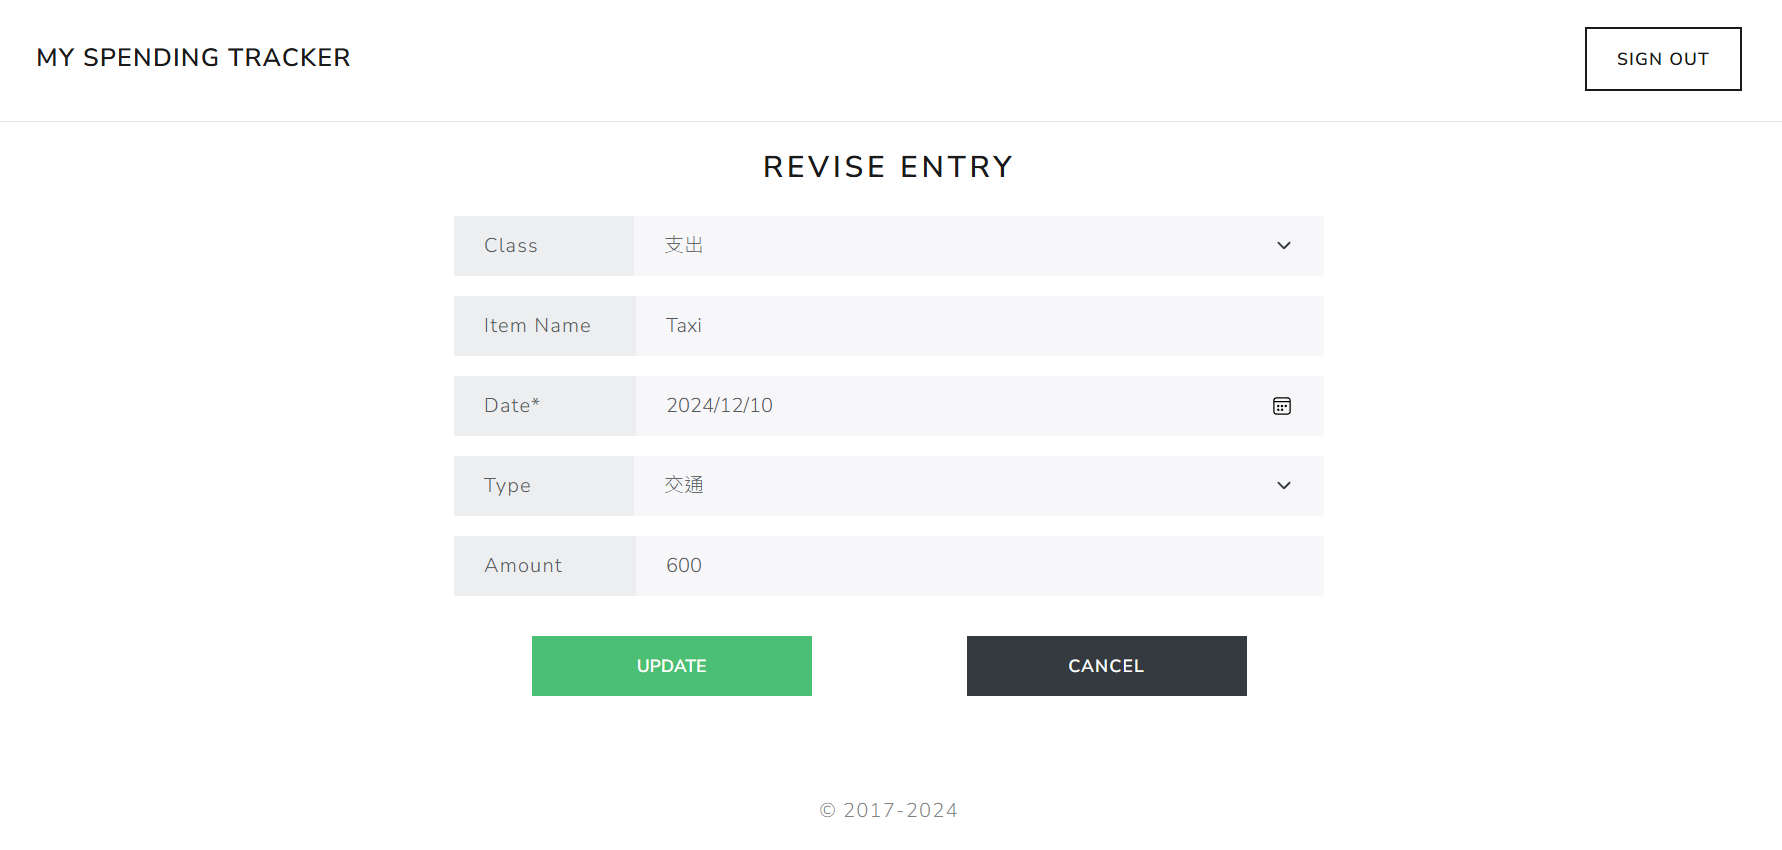 MY SPENDING TRACKER
SIGN OUT
REVISE ENTRY
Class 支出
Item Name Taxi
Date* 2024/12/10
Type 交通
Amount 600
UPDATE CANCEL
© 2017-2024